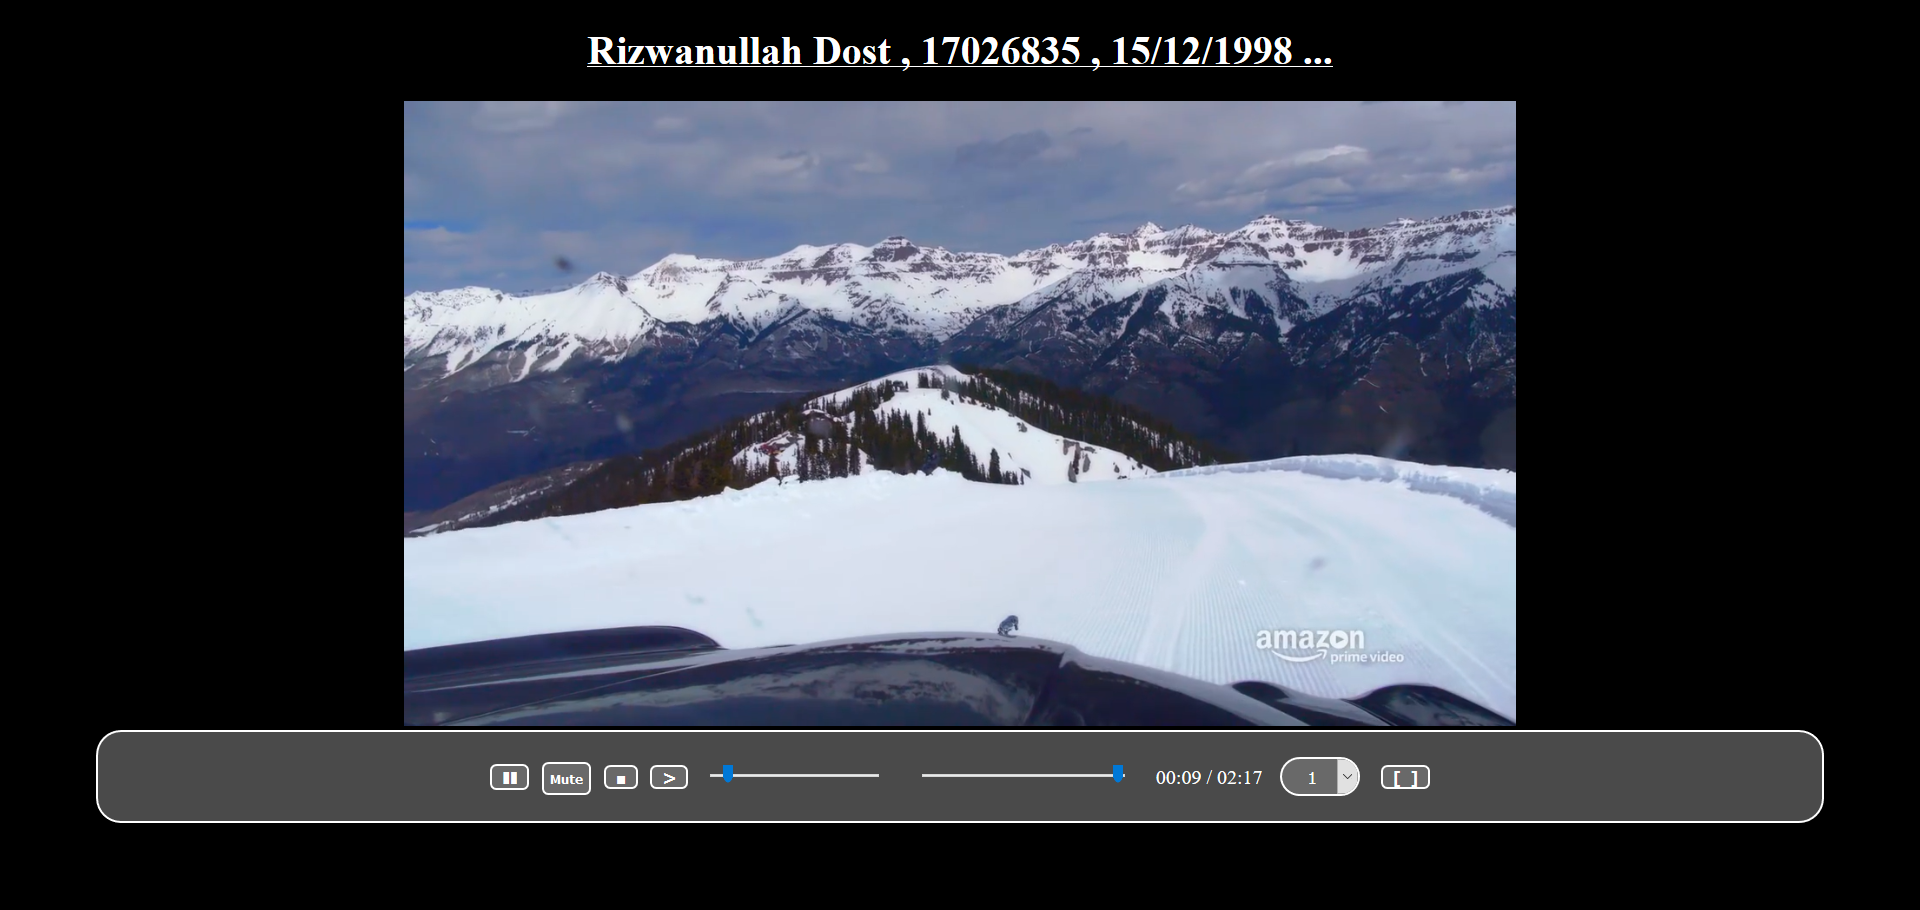 Rizwanullah Dost , 17026835 , 15/12/1998 ...
amazon
prime video
Mute > 00:09 / 02:17 1 [ ]